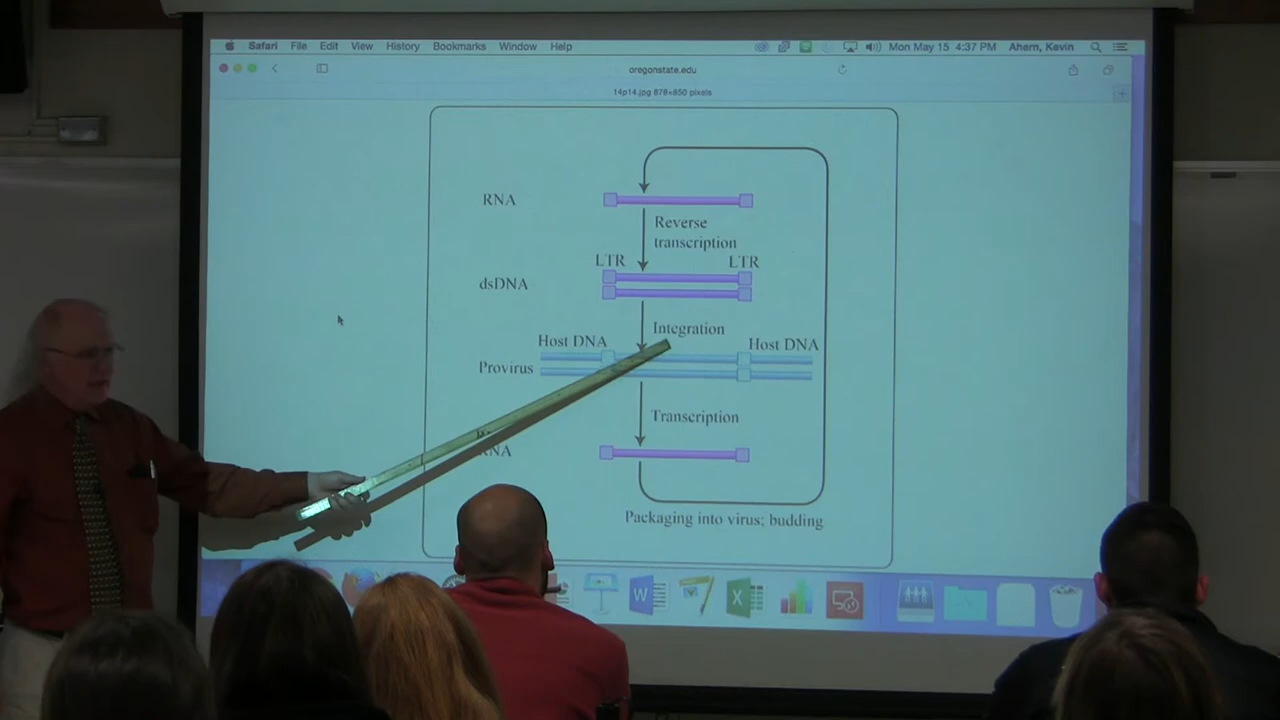 Safari File Edit View History Bookmarks Window Help Mon May 15 4:37 PM Ahern, Kevin
oregonstate.edu
14p14.jpg 878×850 pixels
RNA
Reverse
transcription
LTR LTR
dsDNA
Integration
Host DNA Host DNA
Provirus
Transcription
RNA
Packaging into virus; budding